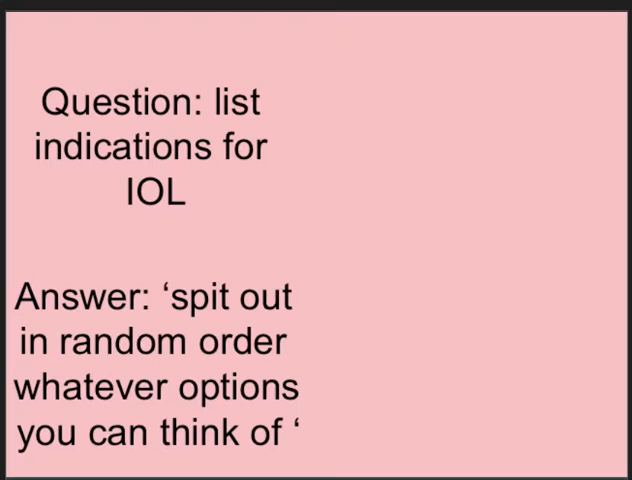 Question: list
indications for
IOL
Answer: ‘spit out
in random order
whatever options
you can think of ‘